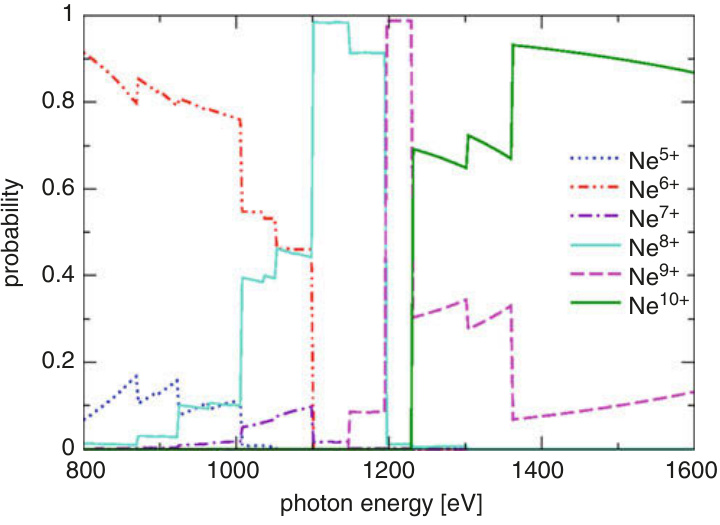 1
0.8
0.6
0.4
0.2
0
probability
800
1000
1200
1400
1600
photon energy [eV]
Ne5+
Ne6+
Ne7+
Ne8+
Ne9+
Ne10+